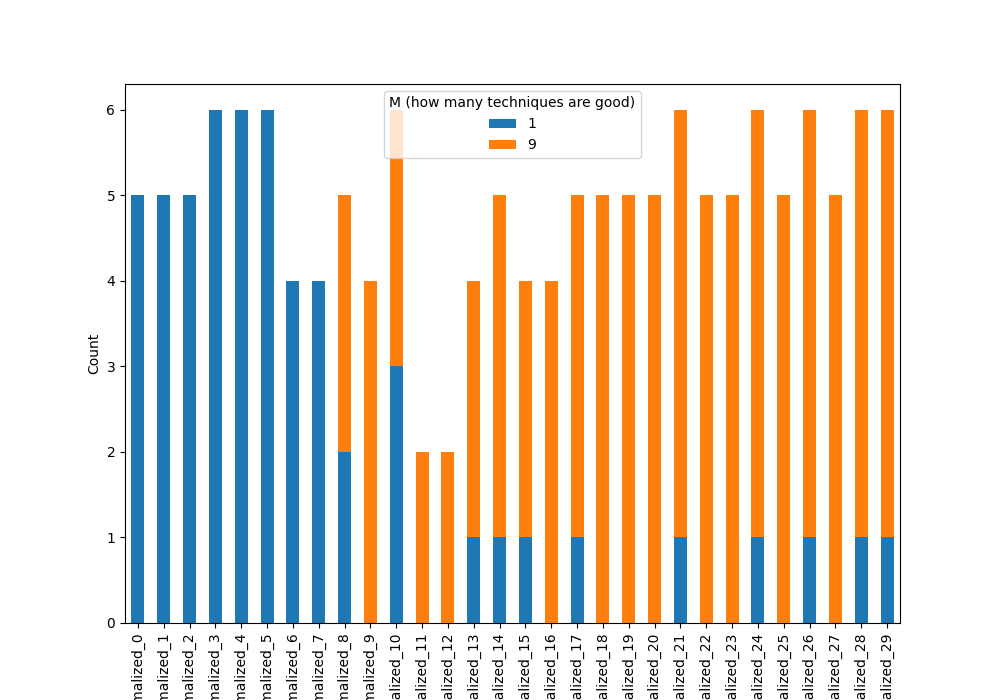 M (how many techniques are good)
1
9
6
5
4
3
2
1
0
Count
malized_0
malized_1
malized_2
malized_3
malized_4
malized_5
malized_6
malized_7
malized_8
malized_9
alized_10
alized_11
alized_12
alized_13
alized_14
alized_15
alized_16
alized_17
alized_18
alized_19
alized_20
alized_21
alized_22
alized_23
alized_24
alized_25
alized_26
alized_27
alized_28
alized_29